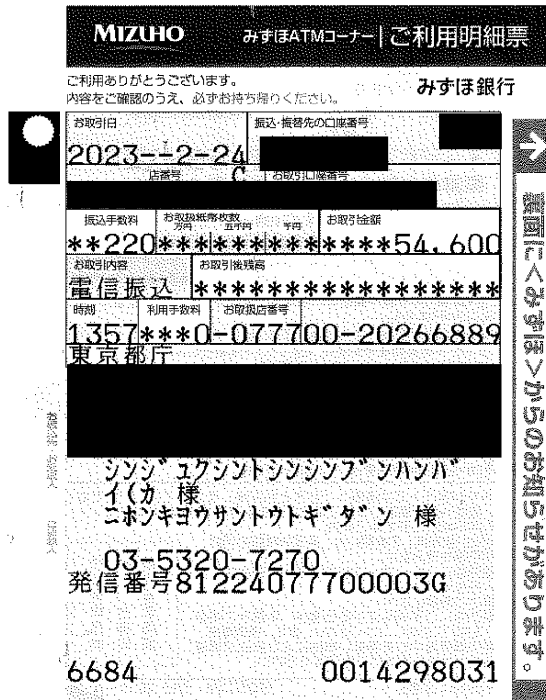 MIZUHO みずほATMコーナー | ご利用明細票
ご利用ありがとうございます。
内容をご確認のうえ、必ずお持ち帰りください。
みずほ銀行
お取引日 振込・振替先の口座番号
2023--2-24
店番号 お取引口座番号
振込手数料 お取扱紙幣枚数 万円 五千円 千円 お取引金額
**220*************54,600
お取引内容 お取引後残高
電信振込 *****************
時刻 利用手数料 お取扱店番号
1357***0-077700-20266889
東京都庁
シンジユクシントシンシンブンハンバ
イ(カ 様
ニホンキヨウサントウトギダン 様
03-5320-7270
発信番号81224077700003G
6684 0014298031
裏面に<みずほ>からのお知らせがあります。